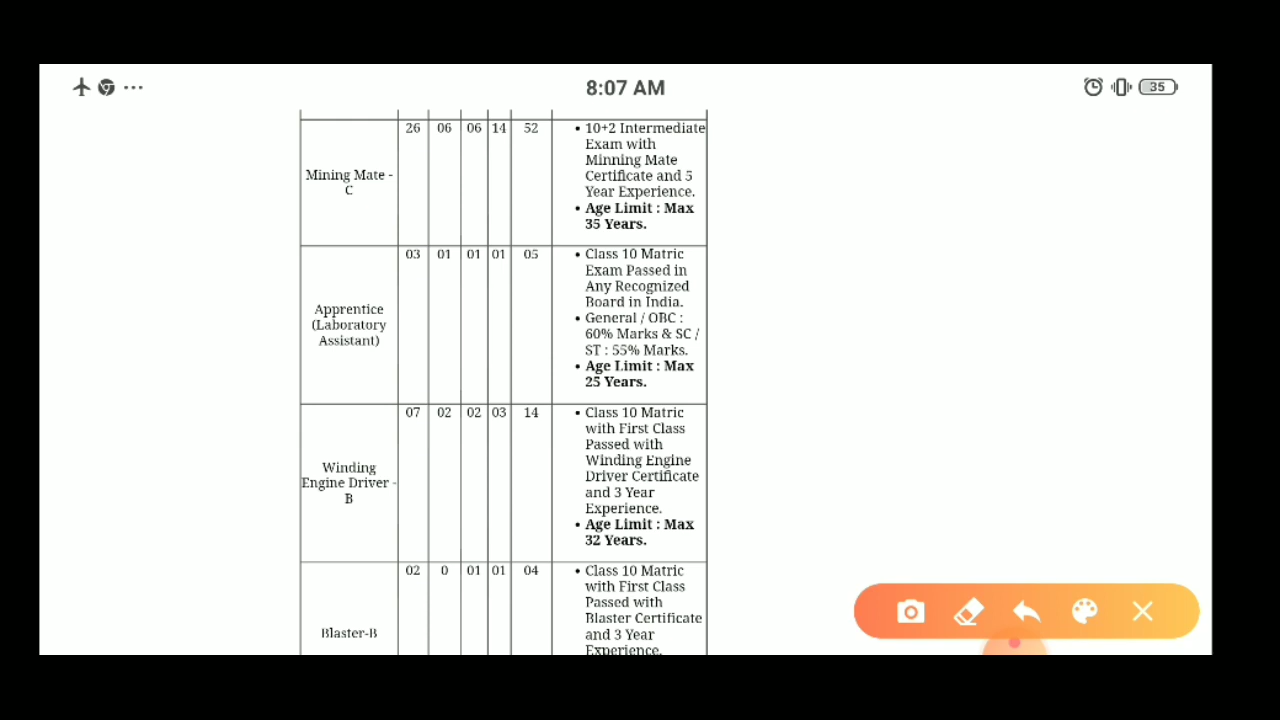 8:07 AM
35
26 06 06 14 52
• 10+2 Intermediate
Exam with
Minning Mate
Certificate and 5
Year Experience.
• Age Limit : Max
35 Years.
Mining Mate -
C
03 01 01 01 05
• Class 10 Matric
Exam Passed in
Any Recognized
Board in India.
• General / OBC :
60% Marks & SC /
ST : 55% Marks.
• Age Limit : Max
25 Years.
Apprentice
(Laboratory
Assistant)
07 02 02 03 14
• Class 10 Matric
with First Class
Passed with
Winding Engine
Driver Certificate
and 3 Year
Experience.
• Age Limit : Max
32 Years.
Winding
Engine Driver -
B
02 0 01 01 04
• Class 10 Matric
with First Class
Passed with
Blaster Certificate
and 3 Year
Experience.
Blaster-B